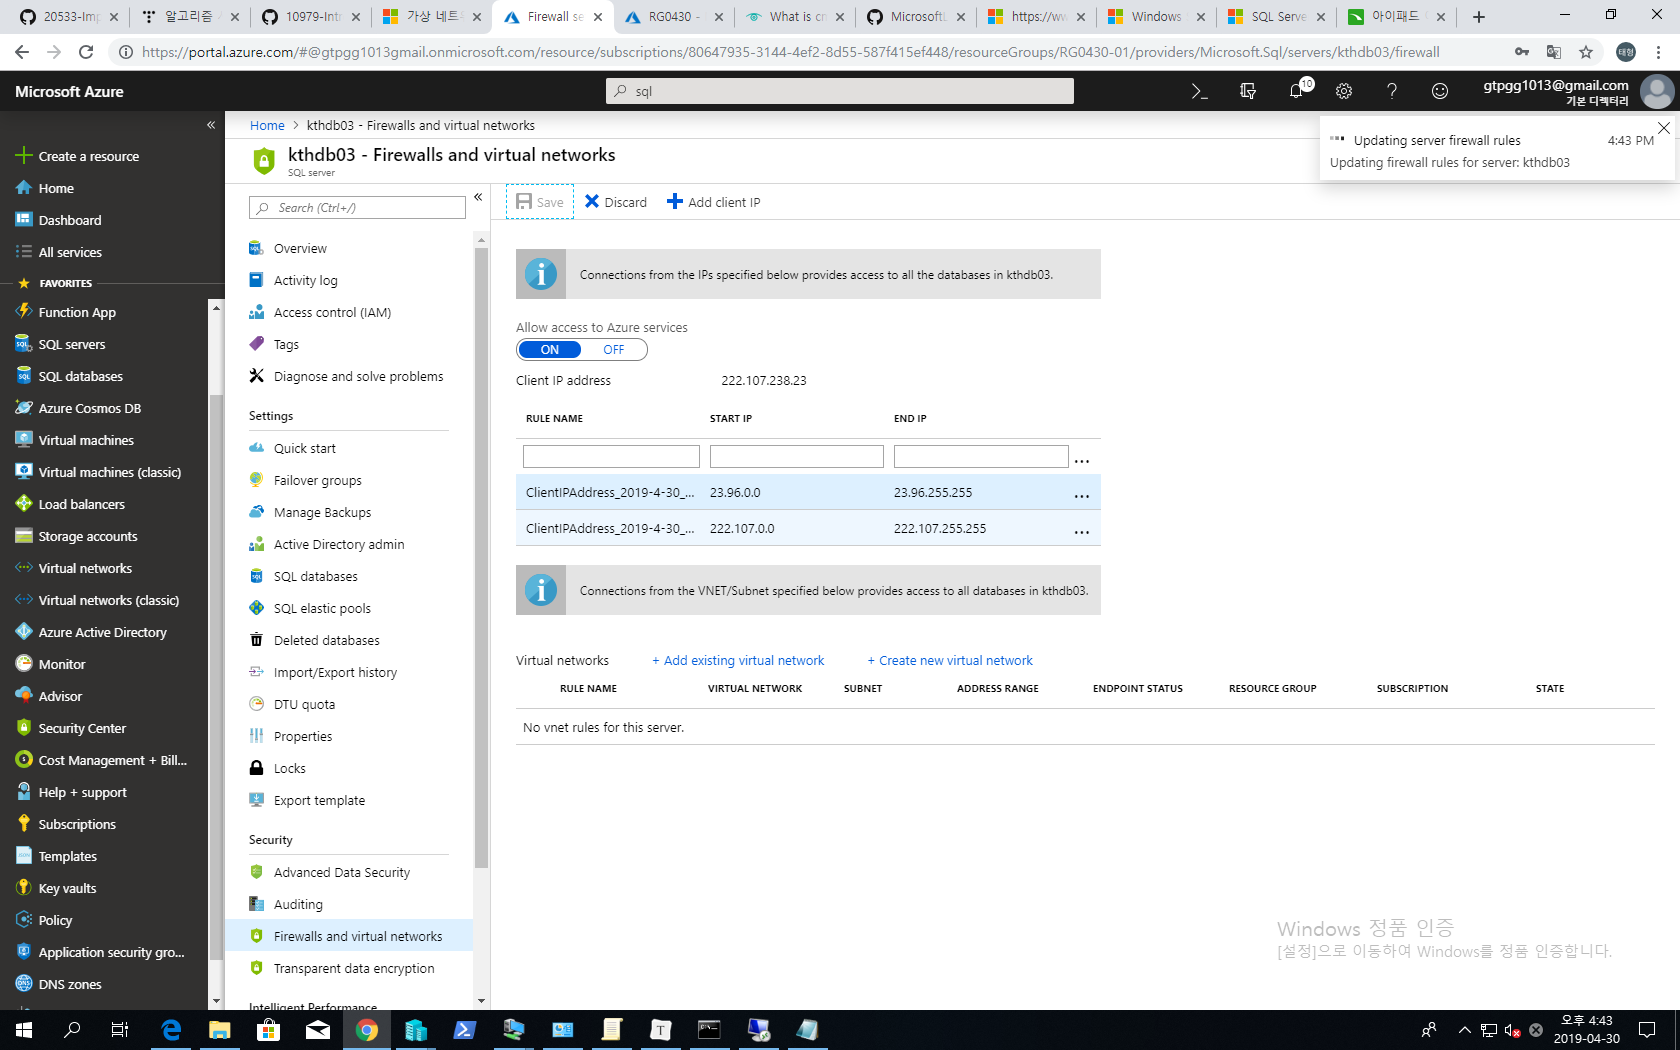 20533-Imp
알고리즘
10979-Intr
가상 네트
Firewall se
RG0430 -
What is cr
MicrosoftL
https://ww
Windows
SQL Serve
아이패드
https://portal.azure.com/#@gtpgg1013gmail.onmicrosoft.com/resource/subscriptions/80647935-3144-4ef2-8d55-587f415ef448/resourceGroups/RG0430-01/providers/Microsoft.Sql/servers/kthdb03/firewall
태형
Microsoft Azure
sql
10
gtpgg1013@gmail.com
기본 디렉터리
Home > kthdb03 - Firewalls and virtual networks
Updating server firewall rules
4:43 PM
Updating firewall rules for server: kthdb03
kthdb03 - Firewalls and virtual networks
SQL server
Create a resource
Home
Dashboard
All services
FAVORITES
Function App
SQL servers
SQL databases
Azure Cosmos DB
Virtual machines
Virtual machines (classic)
Load balancers
Storage accounts
Virtual networks
Virtual networks (classic)
Azure Active Directory
Monitor
Advisor
Security Center
Cost Management + Bill...
Help + support
Subscriptions
Templates
Key vaults
Policy
Application security gro...
DNS zones
Search (Ctrl+/)
Overview
Activity log
Access control (IAM)
Tags
Diagnose and solve problems
Settings
Quick start
Failover groups
Manage Backups
Active Directory admin
SQL databases
SQL elastic pools
Deleted databases
Import/Export history
DTU quota
Properties
Locks
Export template
Security
Advanced Data Security
Auditing
Firewalls and virtual networks
Transparent data encryption
Intelligent Performance
Save
Discard
Add client IP
Connections from the IPs specified below provides access to all the databases in kthdb03.
Allow access to Azure services
ON OFF
Client IP address 222.107.238.23
RULE NAME START IP END IP
...
ClientIPAddress_2019-4-30_... 23.96.0.0 23.96.255.255 ...
ClientIPAddress_2019-4-30_... 222.107.0.0 222.107.255.255 ...
Connections from the VNET/Subnet specified below provides access to all databases in kthdb03.
Virtual networks + Add existing virtual network + Create new virtual network
RULE NAME VIRTUAL NETWORK SUBNET ADDRESS RANGE ENDPOINT STATUS RESOURCE GROUP SUBSCRIPTION STATE
No vnet rules for this server.
Windows 정품 인증
[설정]으로 이동하여 Windows를 정품 인증합니다.
오후 4:43
2019-04-30